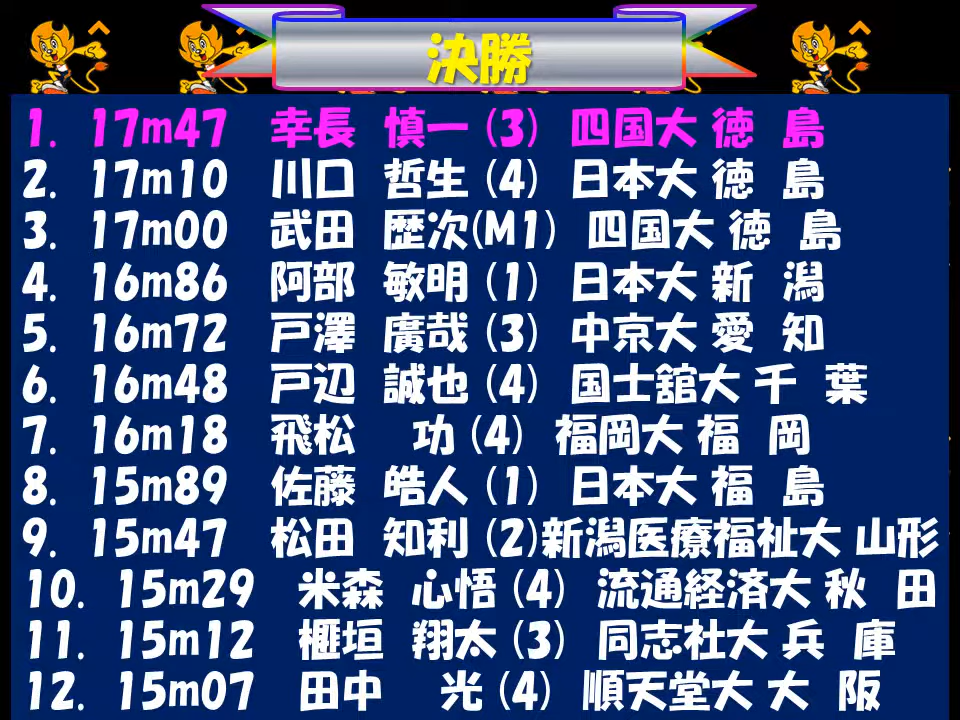 決勝
1. 17m47 幸長 慎一 (3) 四国大 徳 島
2. 17m10 川口 哲生 (4) 日本大 徳 島
3. 17m00 武田 歴次(M1) 四国大 徳 島
4. 16m86 阿部 敏明 (1) 日本大 新 潟
5. 16m72 戸澤 廣哉 (3) 中京大 愛 知
6. 16m48 戸辺 誠也 (4) 国士舘大 千 葉
7. 16m18 飛松 功 (4) 福岡大 福 岡
8. 15m89 佐藤 皓人 (1) 日本大 福 島
9. 15m47 松田 知利 (2)新潟医療福祉大 山形
10. 15m29 米森 心悟 (4) 流通経済大 秋 田
11. 15m12 榧垣 翔太 (3) 同志社大 兵 庫
12. 15m07 田中 光 (4) 順天堂大 大 阪